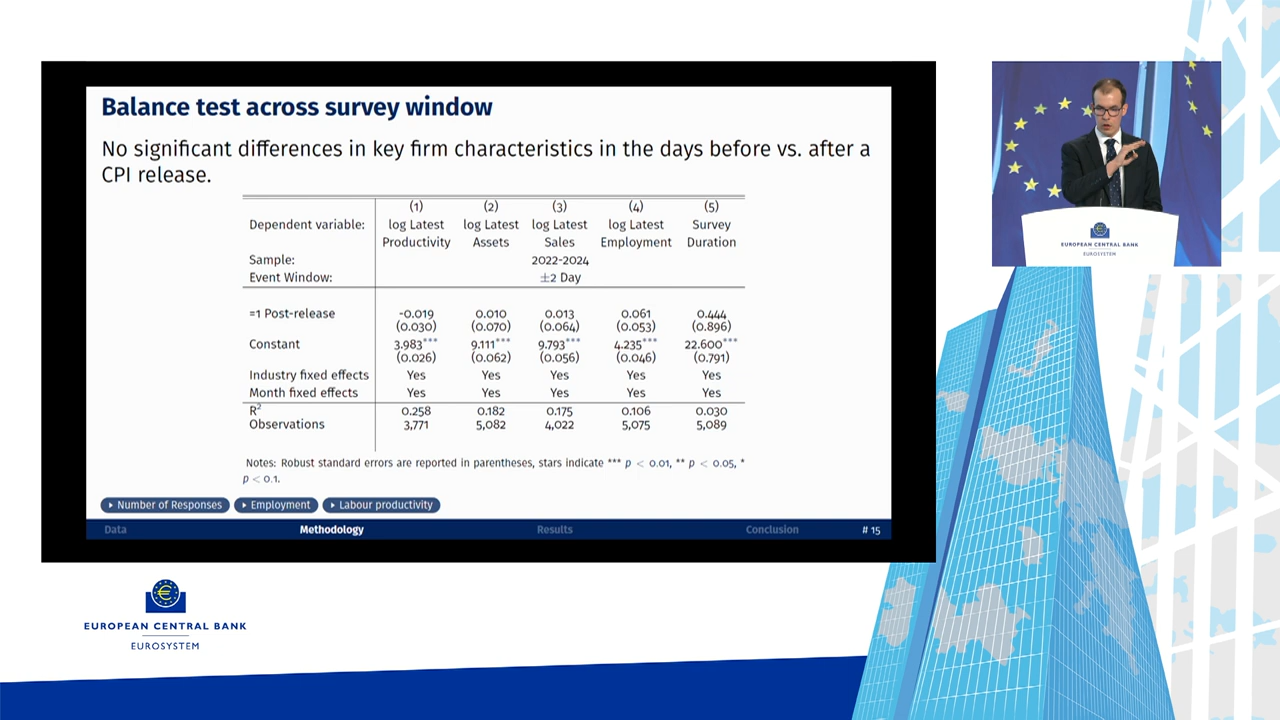 Balance test across survey window
No significant differences in key firm characteristics in the days before vs. after a
CPI release.
(1) (2) (3) (4) (5)
Dependent variable: log Latest log Latest log Latest log Latest Survey
Productivity Assets Sales Employment Duration
Sample: 2022-2024
Event Window: ±2 Day
=1 Post-release -0.019 0.010 0.013 0.061 0.444
(0.030) (0.070) (0.064) (0.053) (0.896)
Constant 3.983*** 9.111*** 9.793*** 4.235*** 22.600***
(0.026) (0.062) (0.056) (0.046) (0.791)
Industry fixed effects Yes Yes Yes Yes Yes
Month fixed effects Yes Yes Yes Yes Yes
R² 0.258 0.182 0.175 0.106 0.030
Observations 3,771 5,082 4,022 5,075 5,089
Notes: Robust standard errors are reported in parentheses, stars indicate *** p < 0.01, ** p < 0.05, *
p < 0.1.
Number of Responses Employment Labour productivity
Data Methodology Results Conclusion # 15
EUROPEAN CENTRAL BANK
EUROSYSTEM
EUROPEAN CENTRAL BANK
EUROSYSTEM